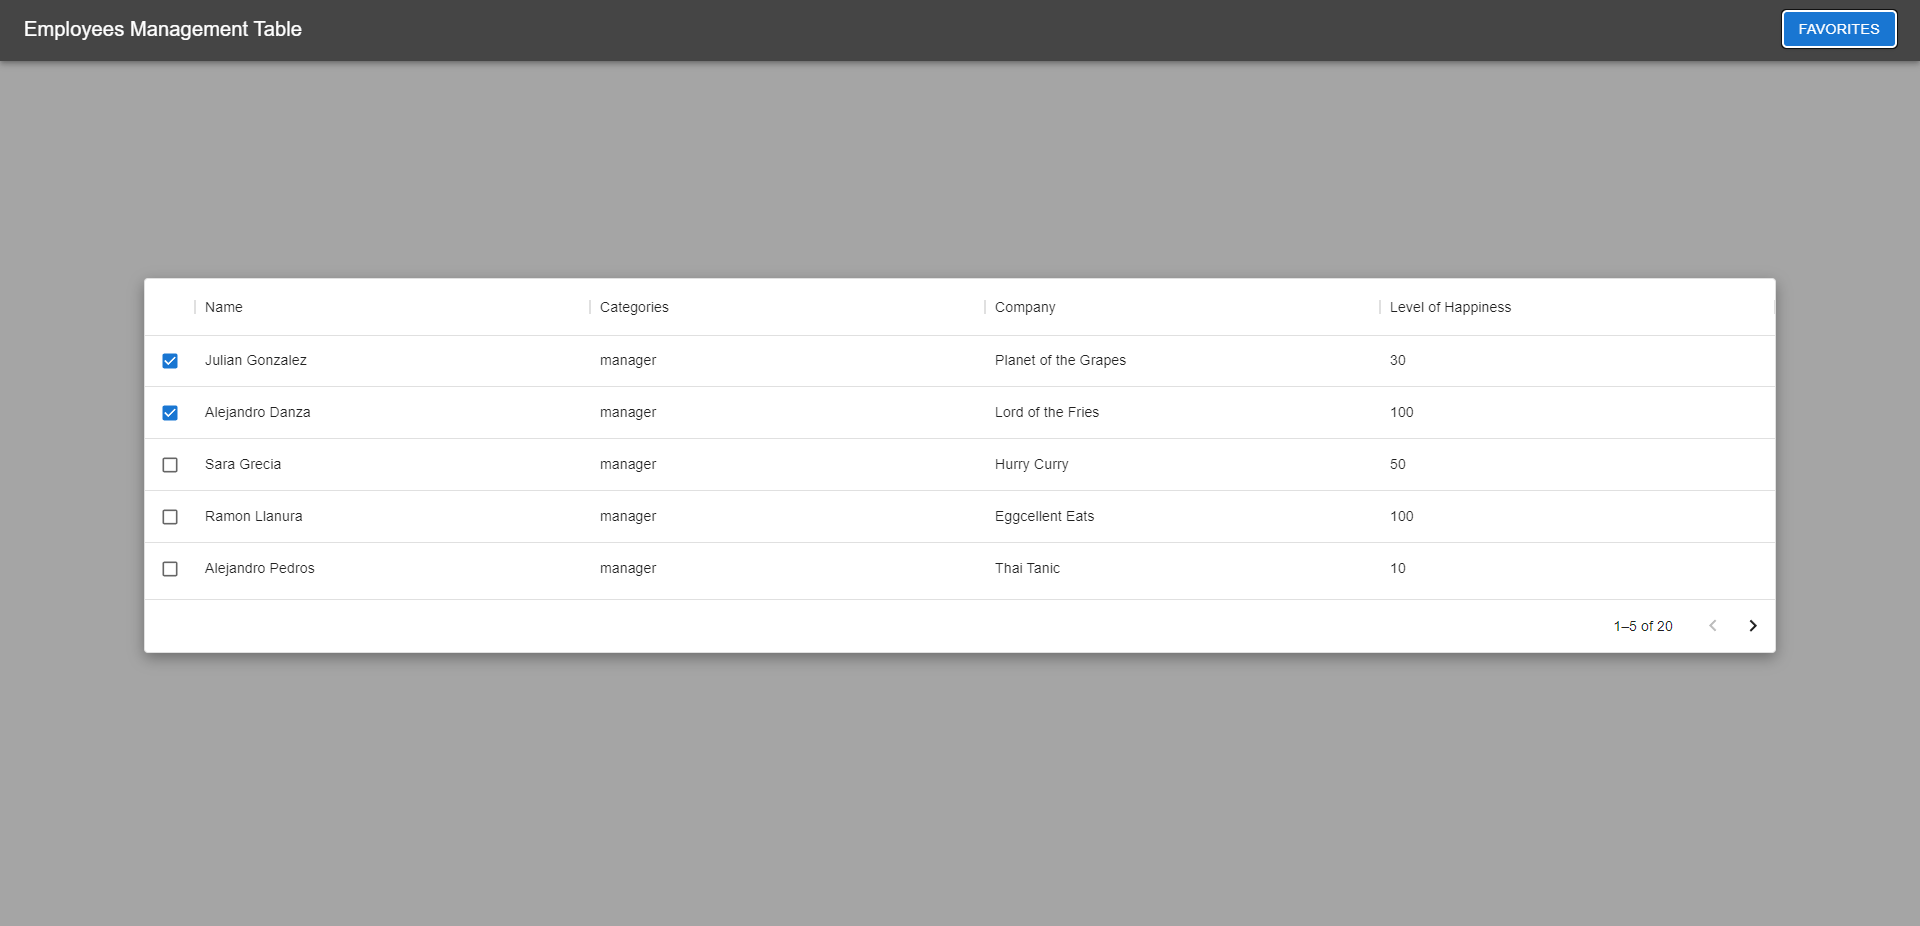 Employees Management Table FAVORITES
Name Categories Company Level of Happiness
Julian Gonzalez manager Planet of the Grapes 30
Alejandro Danza manager Lord of the Fries 100
Sara Grecia manager Hurry Curry 50
Ramon Llanura manager Eggcellent Eats 100
Alejandro Pedros manager Thai Tanic 10
1–5 of 20